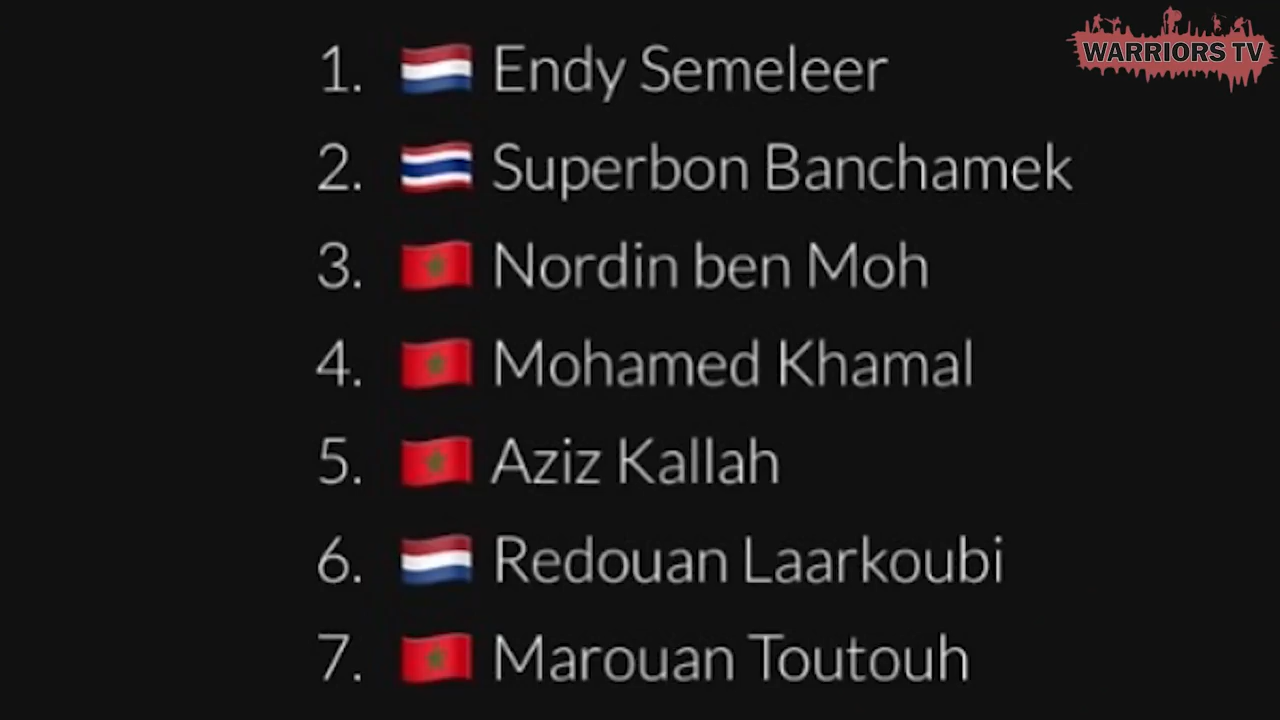 WARRIORS TV
1. Endy Semeleer
2. Superbon Banchamek
3. Nordin ben Moh
4. Mohamed Khamal
5. Aziz Kallah
6. Redouan Laarkoubi
7. Marouan Toutouh